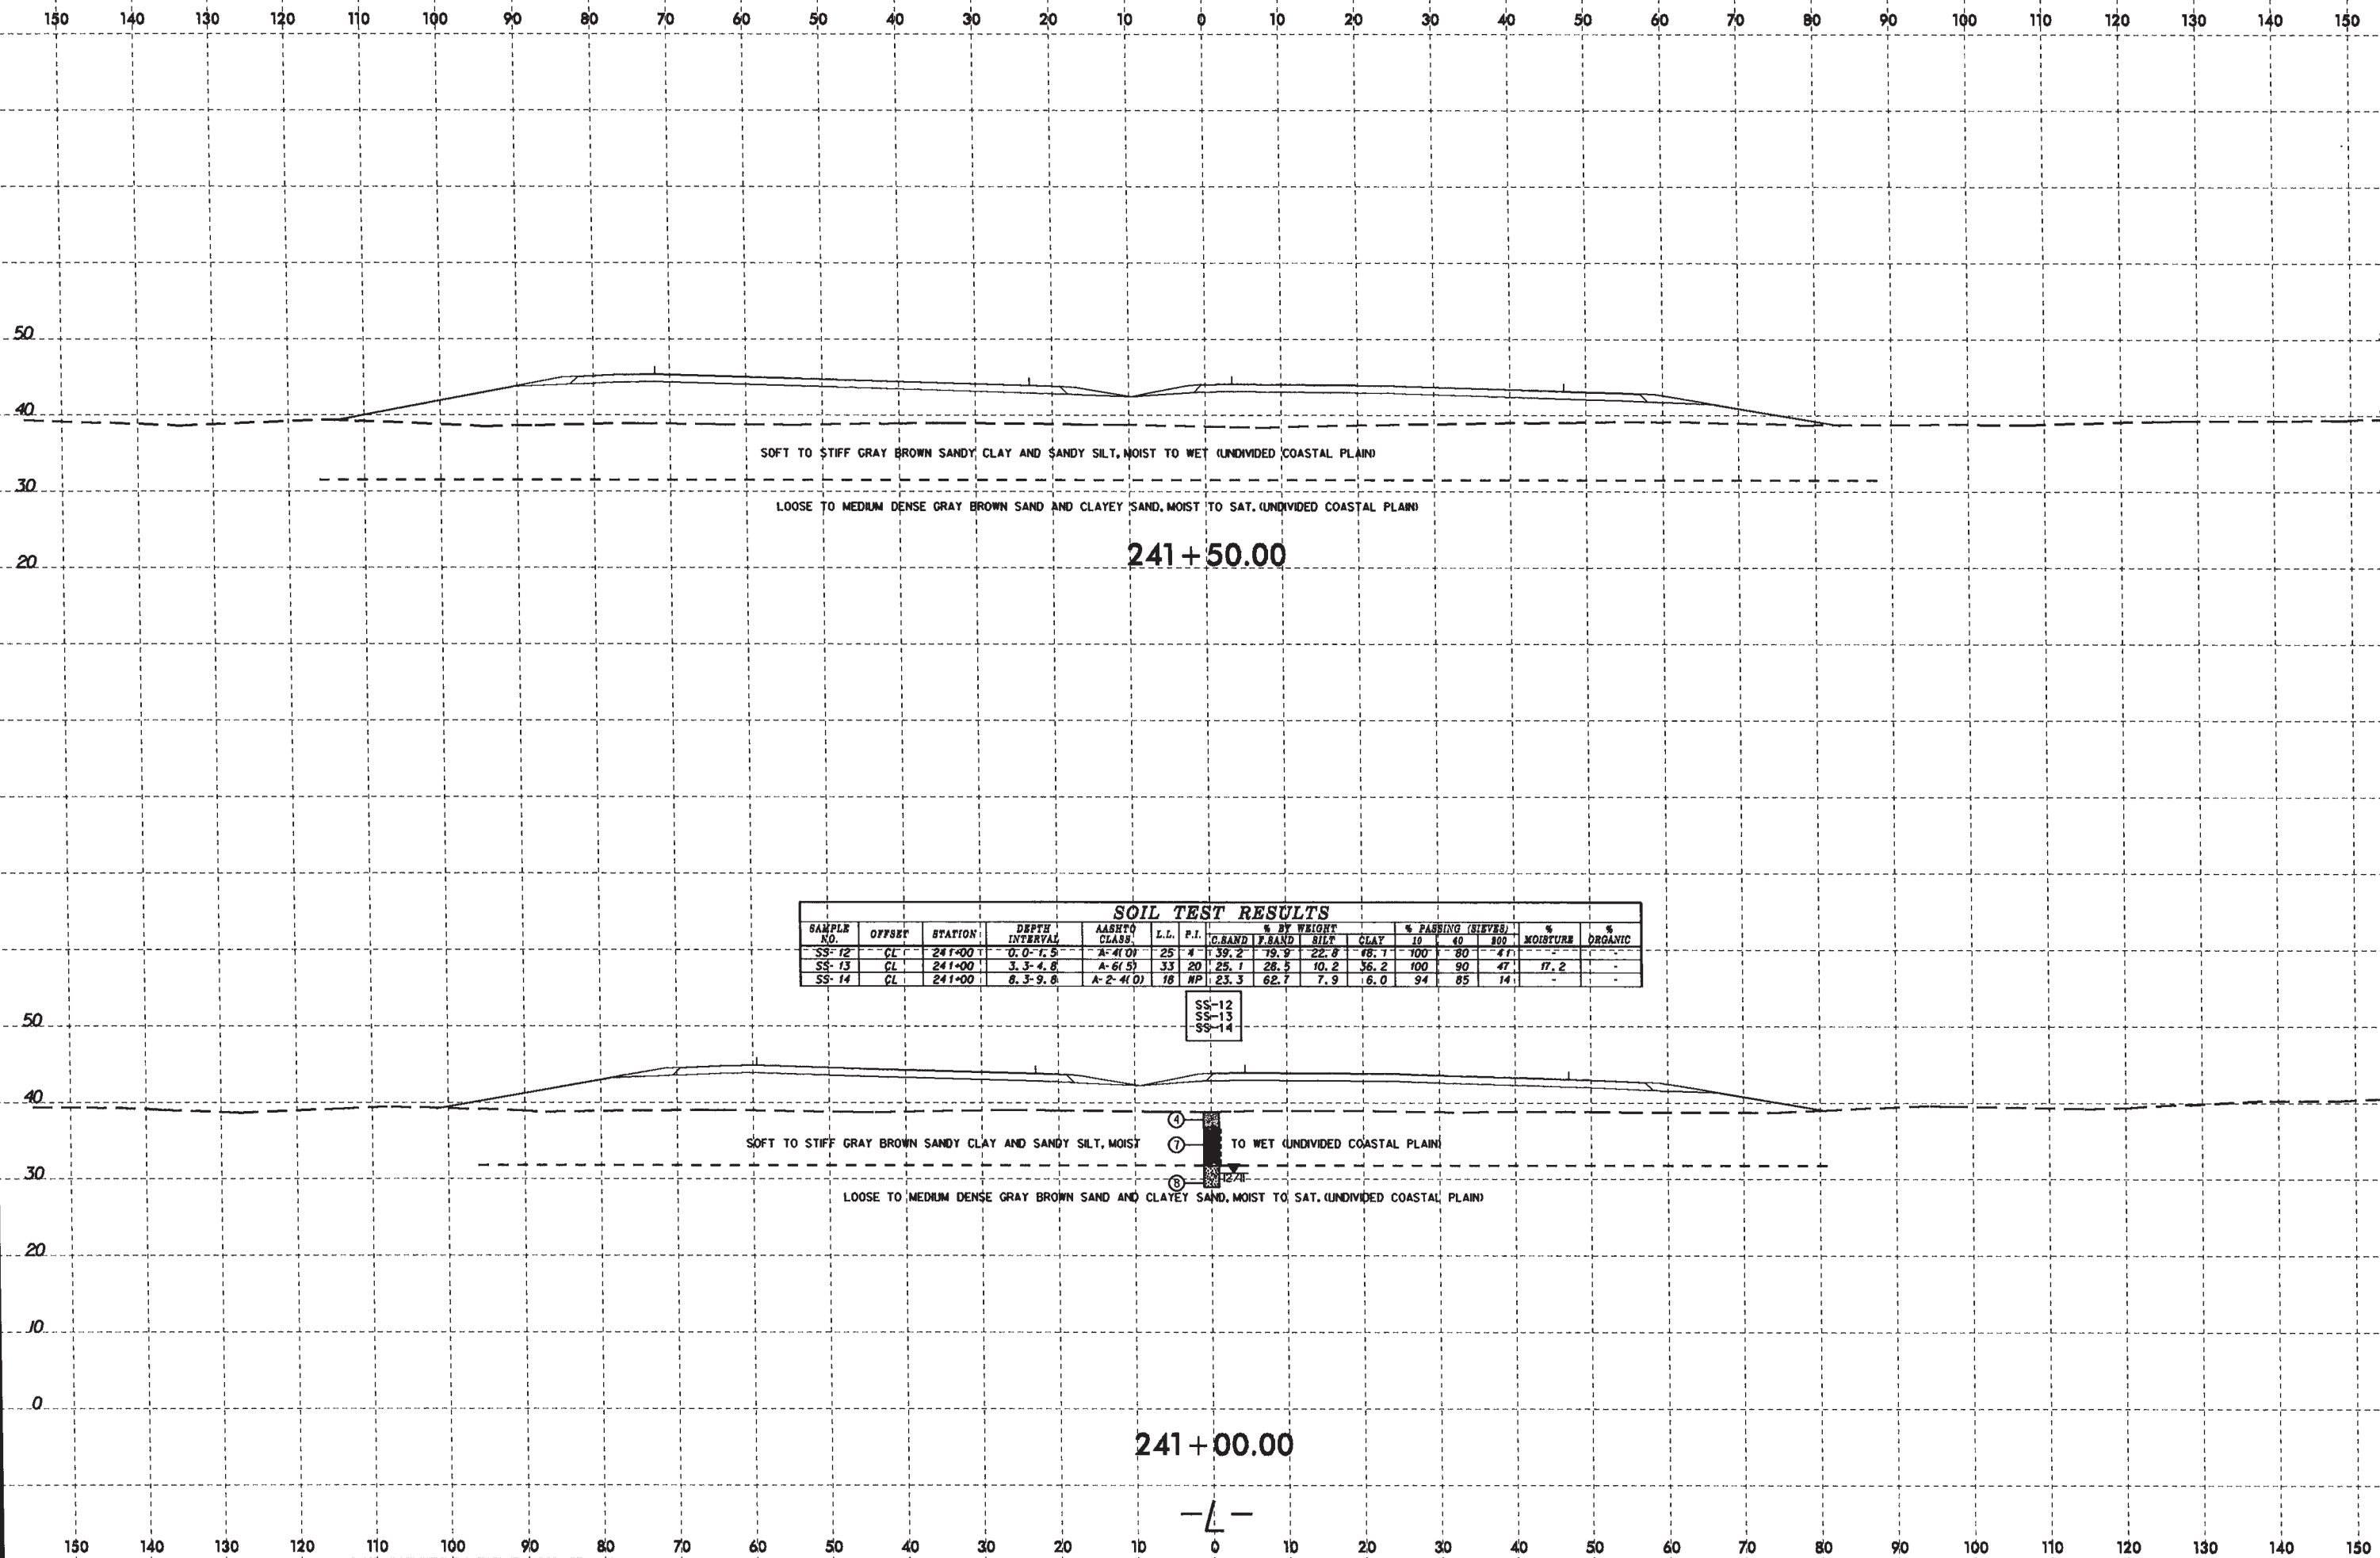 150 140 130 120 110 100 90 80 70 60 50 40 30 20 10 0 10 20 30 40 50 60 70 80 90 100 110 120 130 140 150
50
40
SOFT TO STIFF GRAY BROWN SANDY CLAY AND SANDY SILT, MOIST TO WET (UNDIVIDED COASTAL PLAIN)
30
LOOSE TO MEDIUM DENSE GRAY BROWN SAND AND CLAYEY SAND, MOIST TO SAT. (UNDIVIDED COASTAL PLAIN)
241+50.00
20
SOIL TEST RESULTS
SAMPLE NO. OFFSET STATION DEPTH INTERVAL AASHTO CLASS. L.L. P.I. % BY WEIGHT % PASSING (SIEVES) % MOISTURE % ORGANIC
C.SAND F.SAND SILT CLAY 10 40 200
SS-12 CL 241+00 0.0-1.5 A-4(0) 25 4 39.2 19.9 22.8 18.1 100 80 41 - -
SS-13 CL 241+00 3.3-4.8 A-6(5) 33 20 25.1 28.5 10.2 36.2 100 90 47 17.2 -
SS-14 CL 241+00 8.3-9.8 A-2-4(0) 18 NP 23.3 62.7 7.9 6.0 94 85 14 - -
SS-12
SS-13
SS-14
50
40
4
SOFT TO STIFF GRAY BROWN SANDY CLAY AND SANDY SILT, MOIST 7 TO WET (UNDIVIDED COASTAL PLAIN)
30
8
LOOSE TO MEDIUM DENSE GRAY BROWN SAND AND CLAYEY SAND, MOIST TO SAT. (UNDIVIDED COASTAL PLAIN)
20
10
0
241+00.00
-L-
150 140 130 120 110 100 90 80 70 60 50 40 30 20 10 0 10 20 30 40 50 60 70 80 90 100 110 120 130 140 150